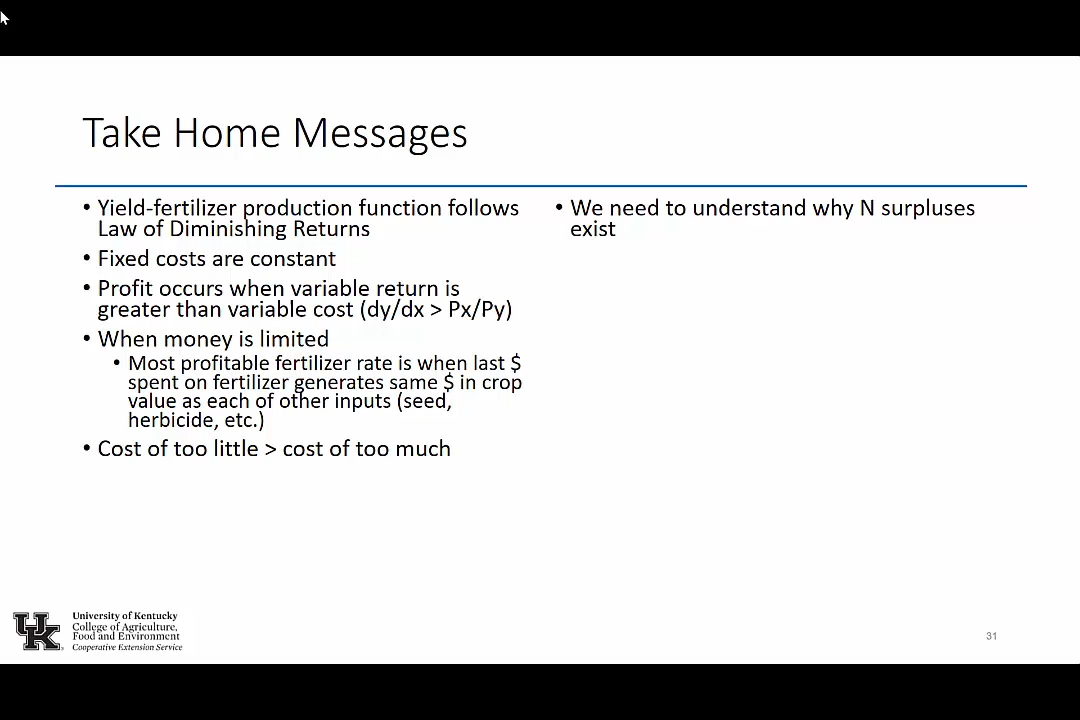 Take Home Messages
• Yield-fertilizer production function follows
Law of Diminishing Returns
• Fixed costs are constant
• Profit occurs when variable return is
greater than variable cost (dy/dx > Px/Py)
• When money is limited
• Most profitable fertilizer rate is when last $
spent on fertilizer generates same $ in crop
value as each of other inputs (seed,
herbicide, etc.)
• Cost of too little > cost of too much
• We need to understand why N surpluses
exist
UK
University of Kentucky
College of Agriculture,
Food and Environment
Cooperative Extension Service
31